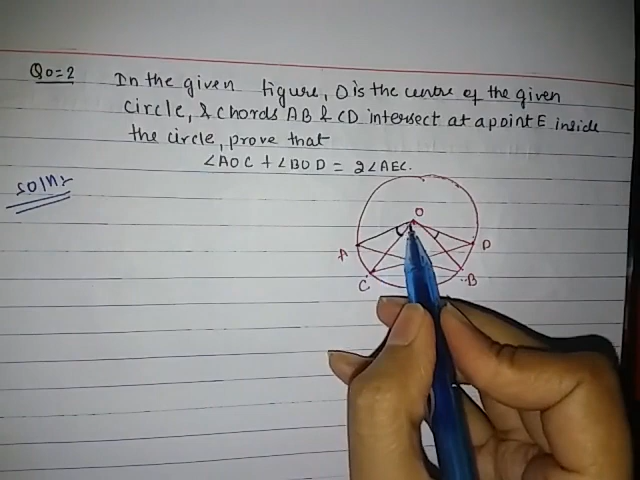 Qo=2 In the given figure, O is the centre of the given
circle, & chords AB & CD intersect at a point E inside
the circle, prove that
∠AOC + ∠BOD = 2∠AEC.
Soln:
O
A
D
C
B